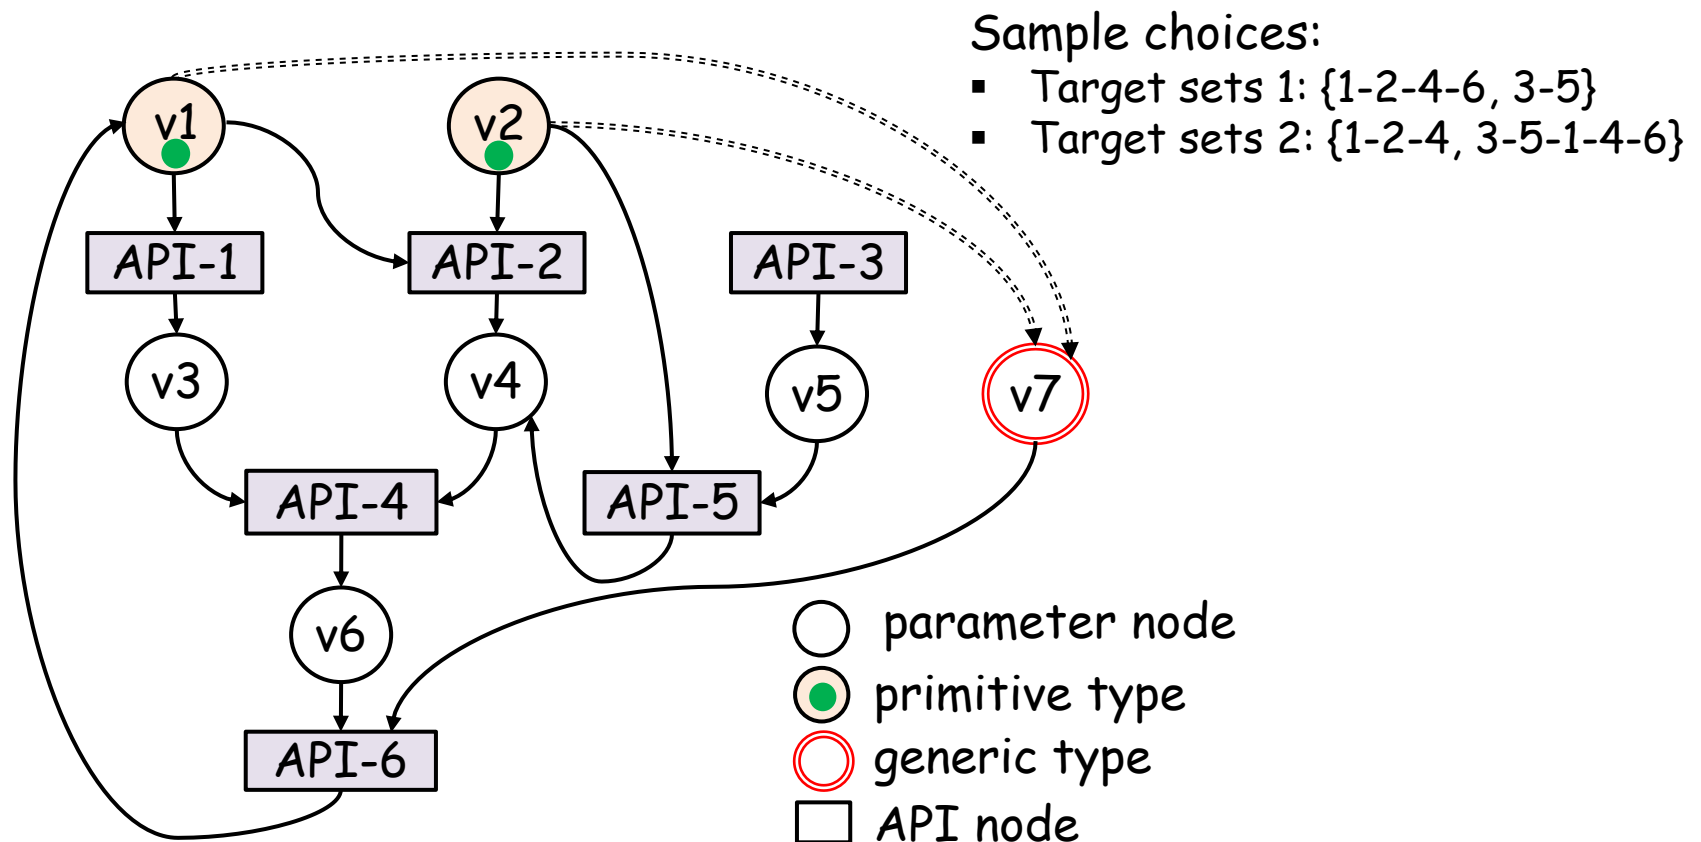 Sample choices:
▪ Target sets 1: {1-2-4-6, 3-5}
▪ Target sets 2: {1-2-4, 3-5-1-4-6}
v1
v2
API-1
API-2
API-3
v3
v4
v5
v7
API-4
API-5
v6
API-6
parameter node
primitive type
generic type
API node